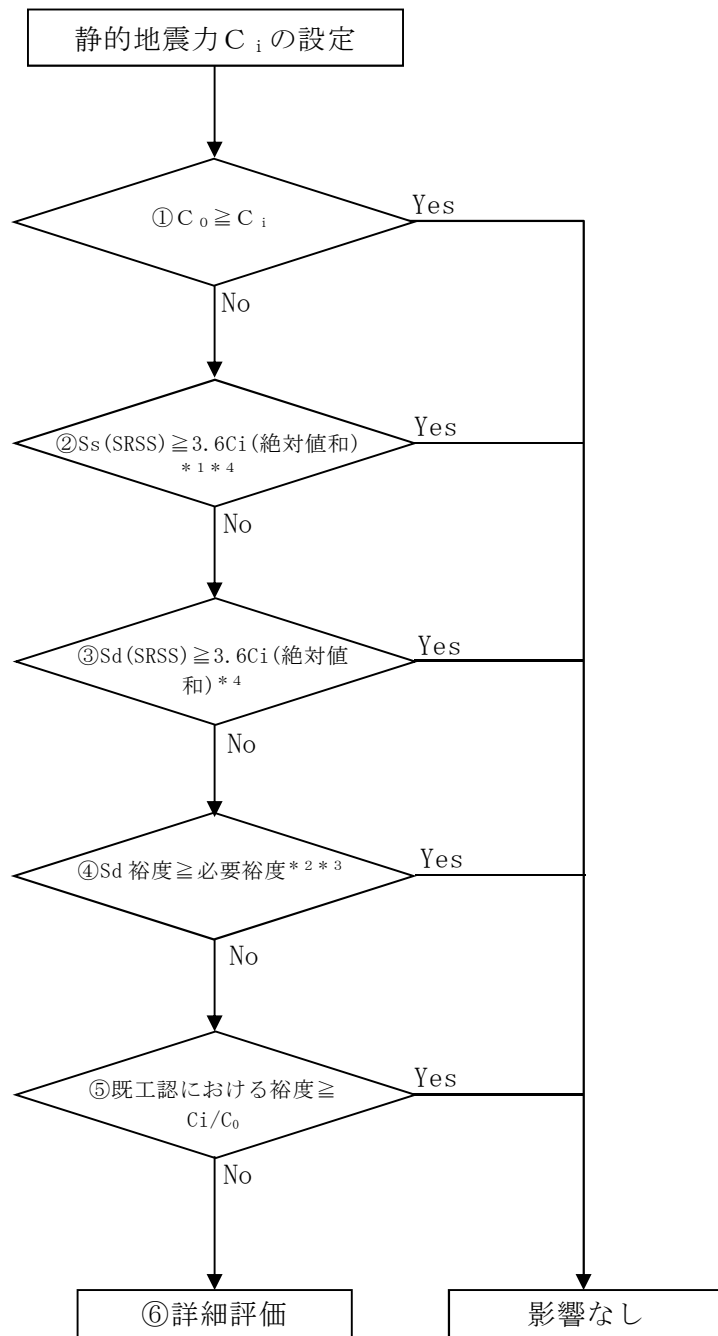 静的地震力Ｃｉの設定
①Ｃ０≧Ｃｉ
Yes
No
②Ss(SRSS)≧3.6Ci(絶対値和)
＊１＊４
Yes
No
③Sd(SRSS)≧3.6Ci(絶対値
和)＊４
Yes
No
④Sd 裕度≧必要裕度＊２＊３
Yes
No
⑤既工認における裕度≧
Ci/C0
Yes
No
⑥詳細評価
影響なし